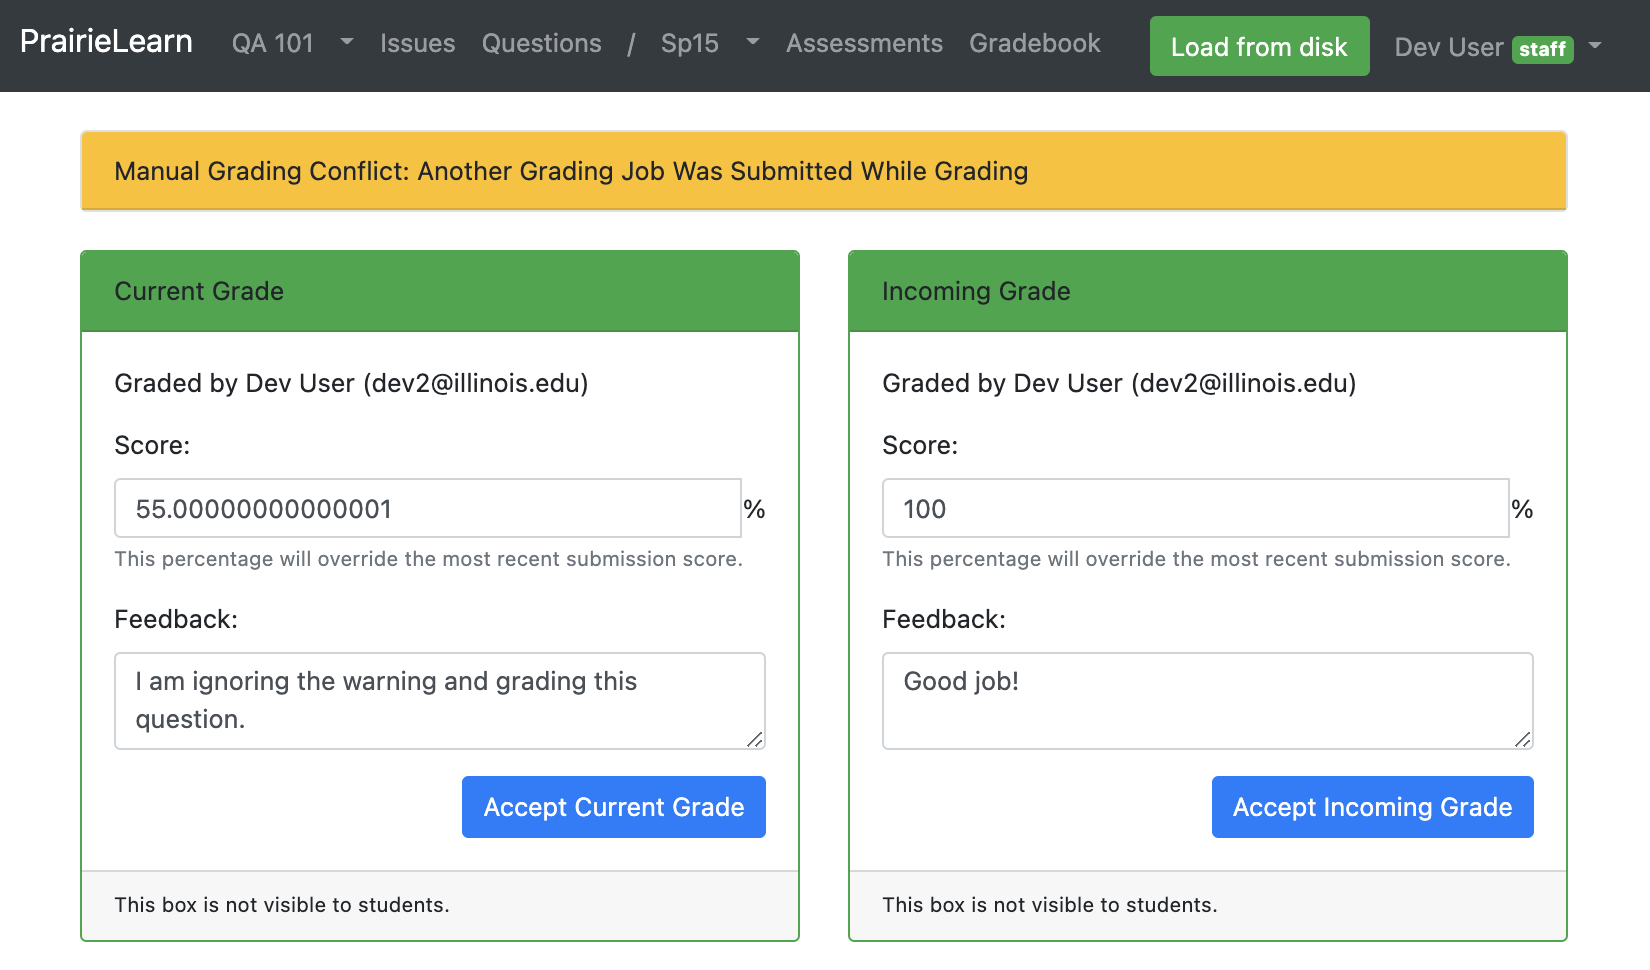 PrairieLearn QA 101 Issues Questions / Sp15 Assessments Gradebook Load from disk Dev User staff
Manual Grading Conflict: Another Grading Job Was Submitted While Grading
Current Grade
Graded by Dev User (dev2@illinois.edu)
Score:
55.00000000000001 %
This percentage will override the most recent submission score.
Feedback:
I am ignoring the warning and grading this
question.
Accept Current Grade
This box is not visible to students.
Incoming Grade
Graded by Dev User (dev2@illinois.edu)
Score:
100 %
This percentage will override the most recent submission score.
Feedback:
Good job!
Accept Incoming Grade
This box is not visible to students.